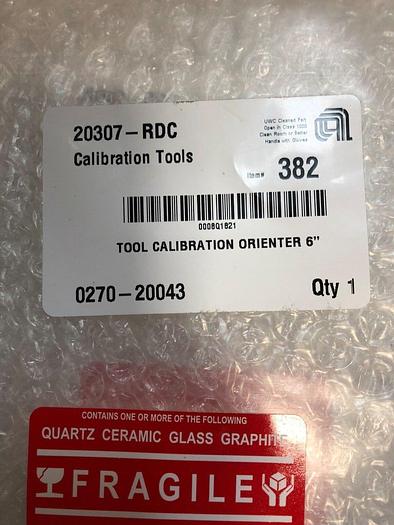 20307-RDC
Calibration Tools
UWC Cleaned Part
Open in Class 1000
Clean Room or Better
Handle with Gloves
Item# 382
0008Q1821
TOOL CALIBRATION ORIENTER 6"
0270-20043 Qty 1
CONTAINS ONE OR MORE OF THE FOLLOWING
QUARTZ CERAMIC GLASS GRAPHITE
FRAGILE